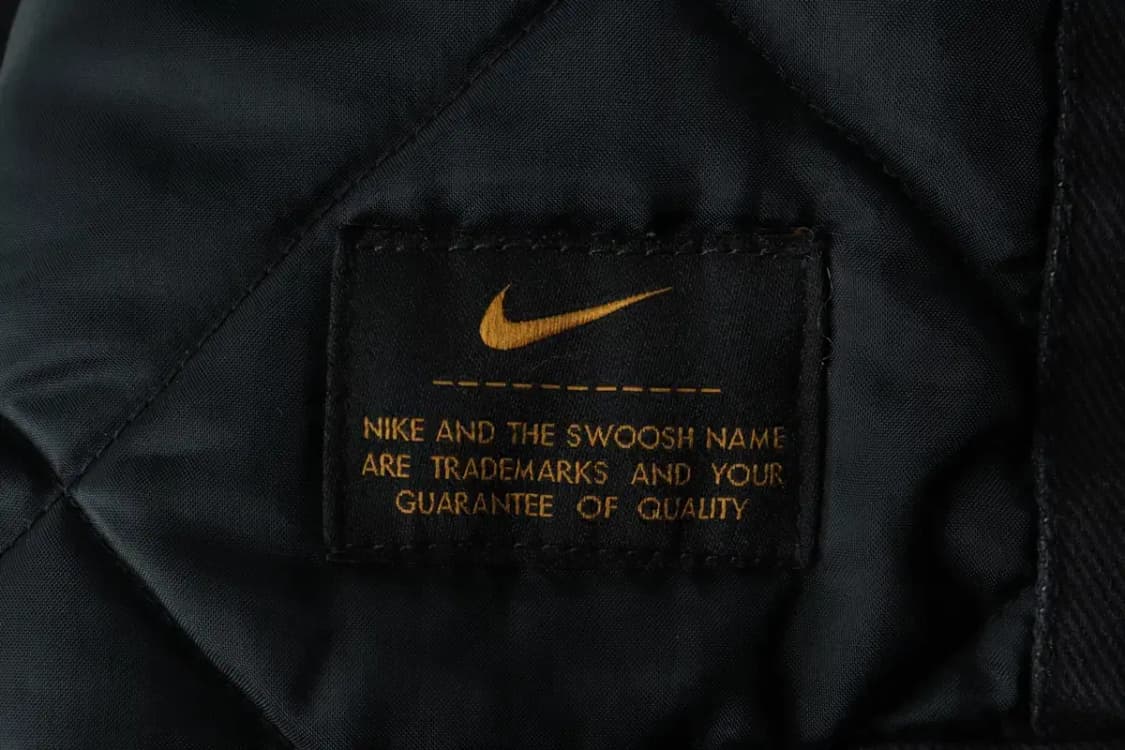 NIKE AND THE SWOOSH NAME
ARE TRADEMARKS AND YOUR
GUARANTEE OF QUALITY